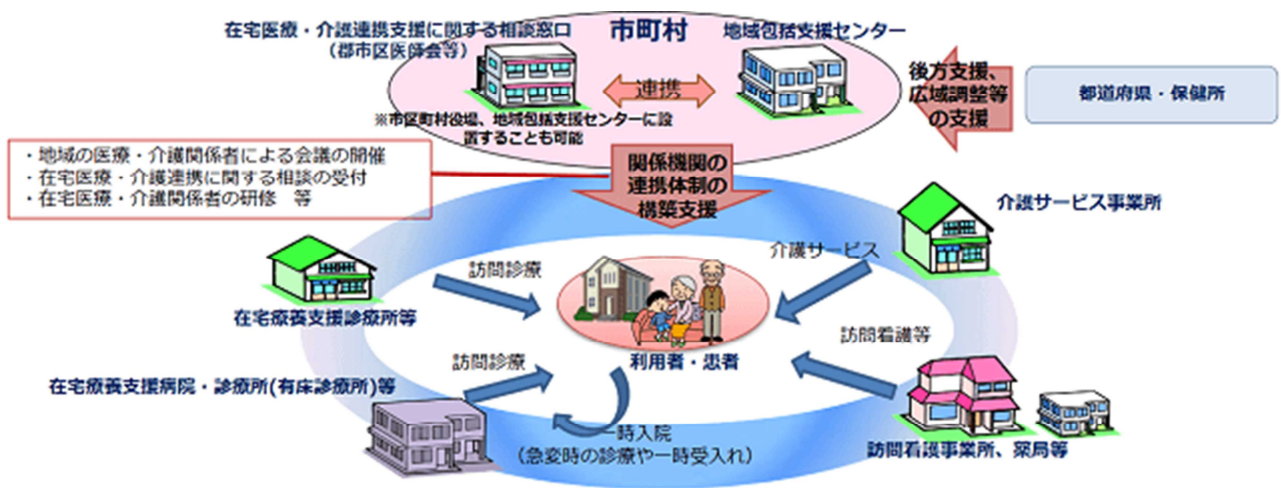 在宅医療・介護連携支援に関する相談窓口
（郡市区医師会等）
市町村
地域包括支援センター
連携
※市区町村役場、地域包括支援センターに設
置することも可能
後方支援、
広域調整等
の支援
都道府県・保健所
・地域の医療・介護関係者による会議の開催
・在宅医療・介護連携に関する相談の受付
・在宅医療・介護関係者の研修　等
関係機関の
連携体制の
構築支援
介護サービス事業所
介護サービス
訪問診療
在宅療養支援診療所等
訪問看護等
利用者・患者
訪問診療
在宅療養支援病院・診療所(有床診療所)等
一時入院
（急変時の診療や一時受入れ）
訪問看護事業所、薬局等